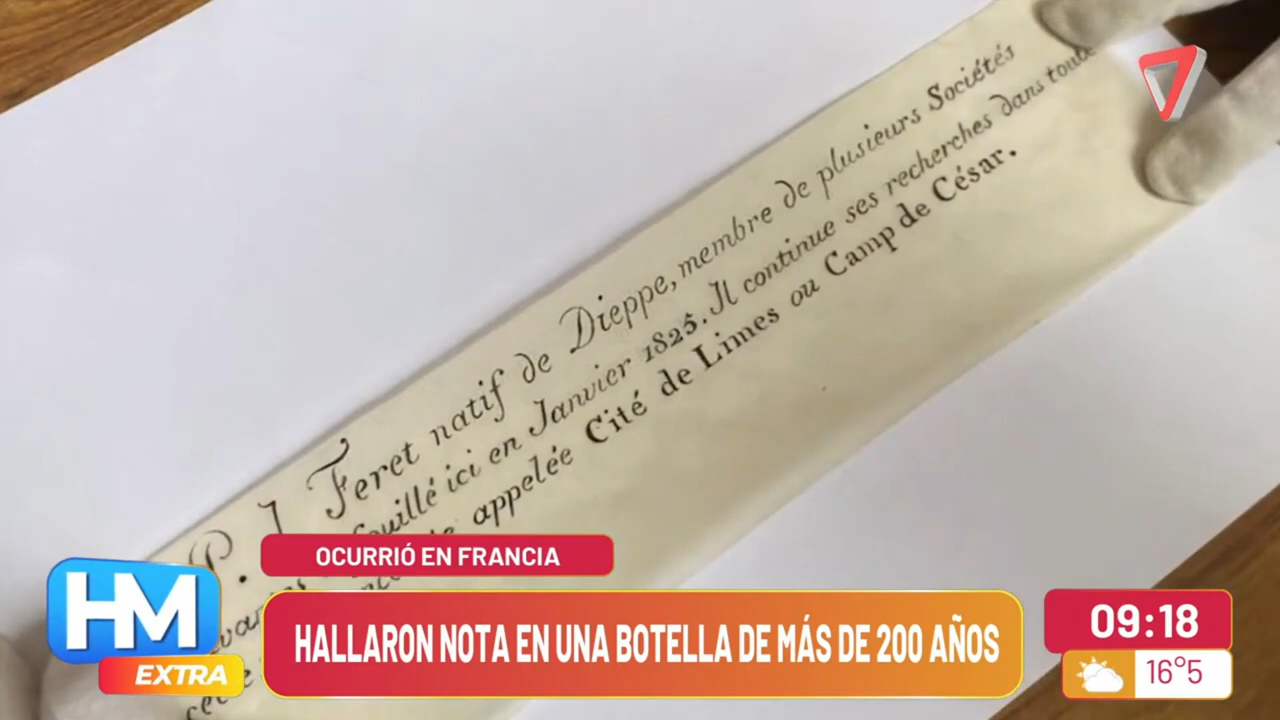 P. J. Feret natif de Dieppe, membre de plusieurs Sociétés
fouillé ici en Janvier 1825. Il continue ses recherches dans toute
appelée Cité de Limes ou Camp de César.
OCURRIÓ EN FRANCIA
HM
EXTRA
HALLARON NOTA EN UNA BOTELLA DE MÁS DE 200 AÑOS
09:18
16°5